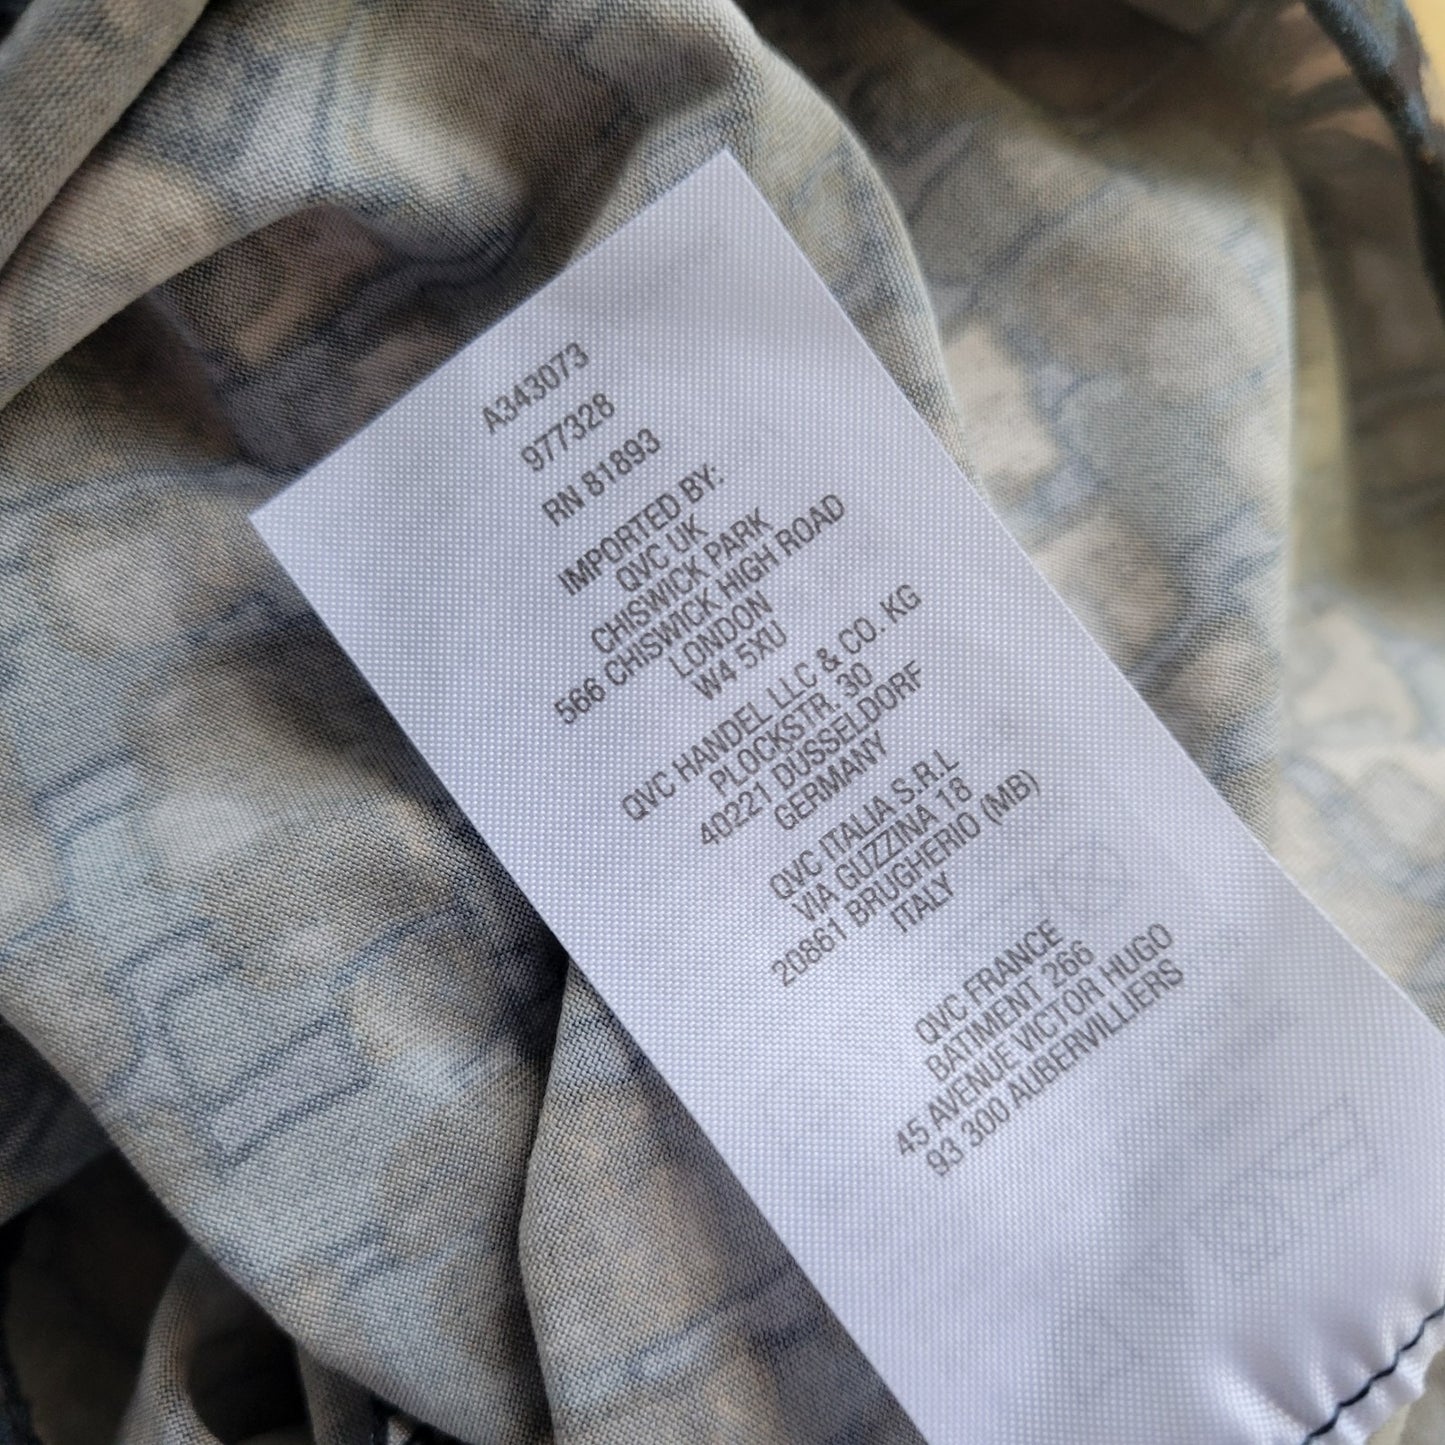 A343073
977328
RN 81893
IMPORTED BY:
QVC UK
CHISWICK PARK
566 CHISWICK HIGH ROAD
LONDON
W4 5XU
QVC HANDEL LLC & CO. KG
PLOCKSTR. 30
40221 DUSSELDORF
GERMANY
QVC ITALIA S.R.L
VIA GUZZINA 18
20861 BRUGHERIO (MB)
ITALY
QVC FRANCE
BATIMENT 266
45 AVENUE VICTOR HUGO
93 300 AUBERVILLIERS